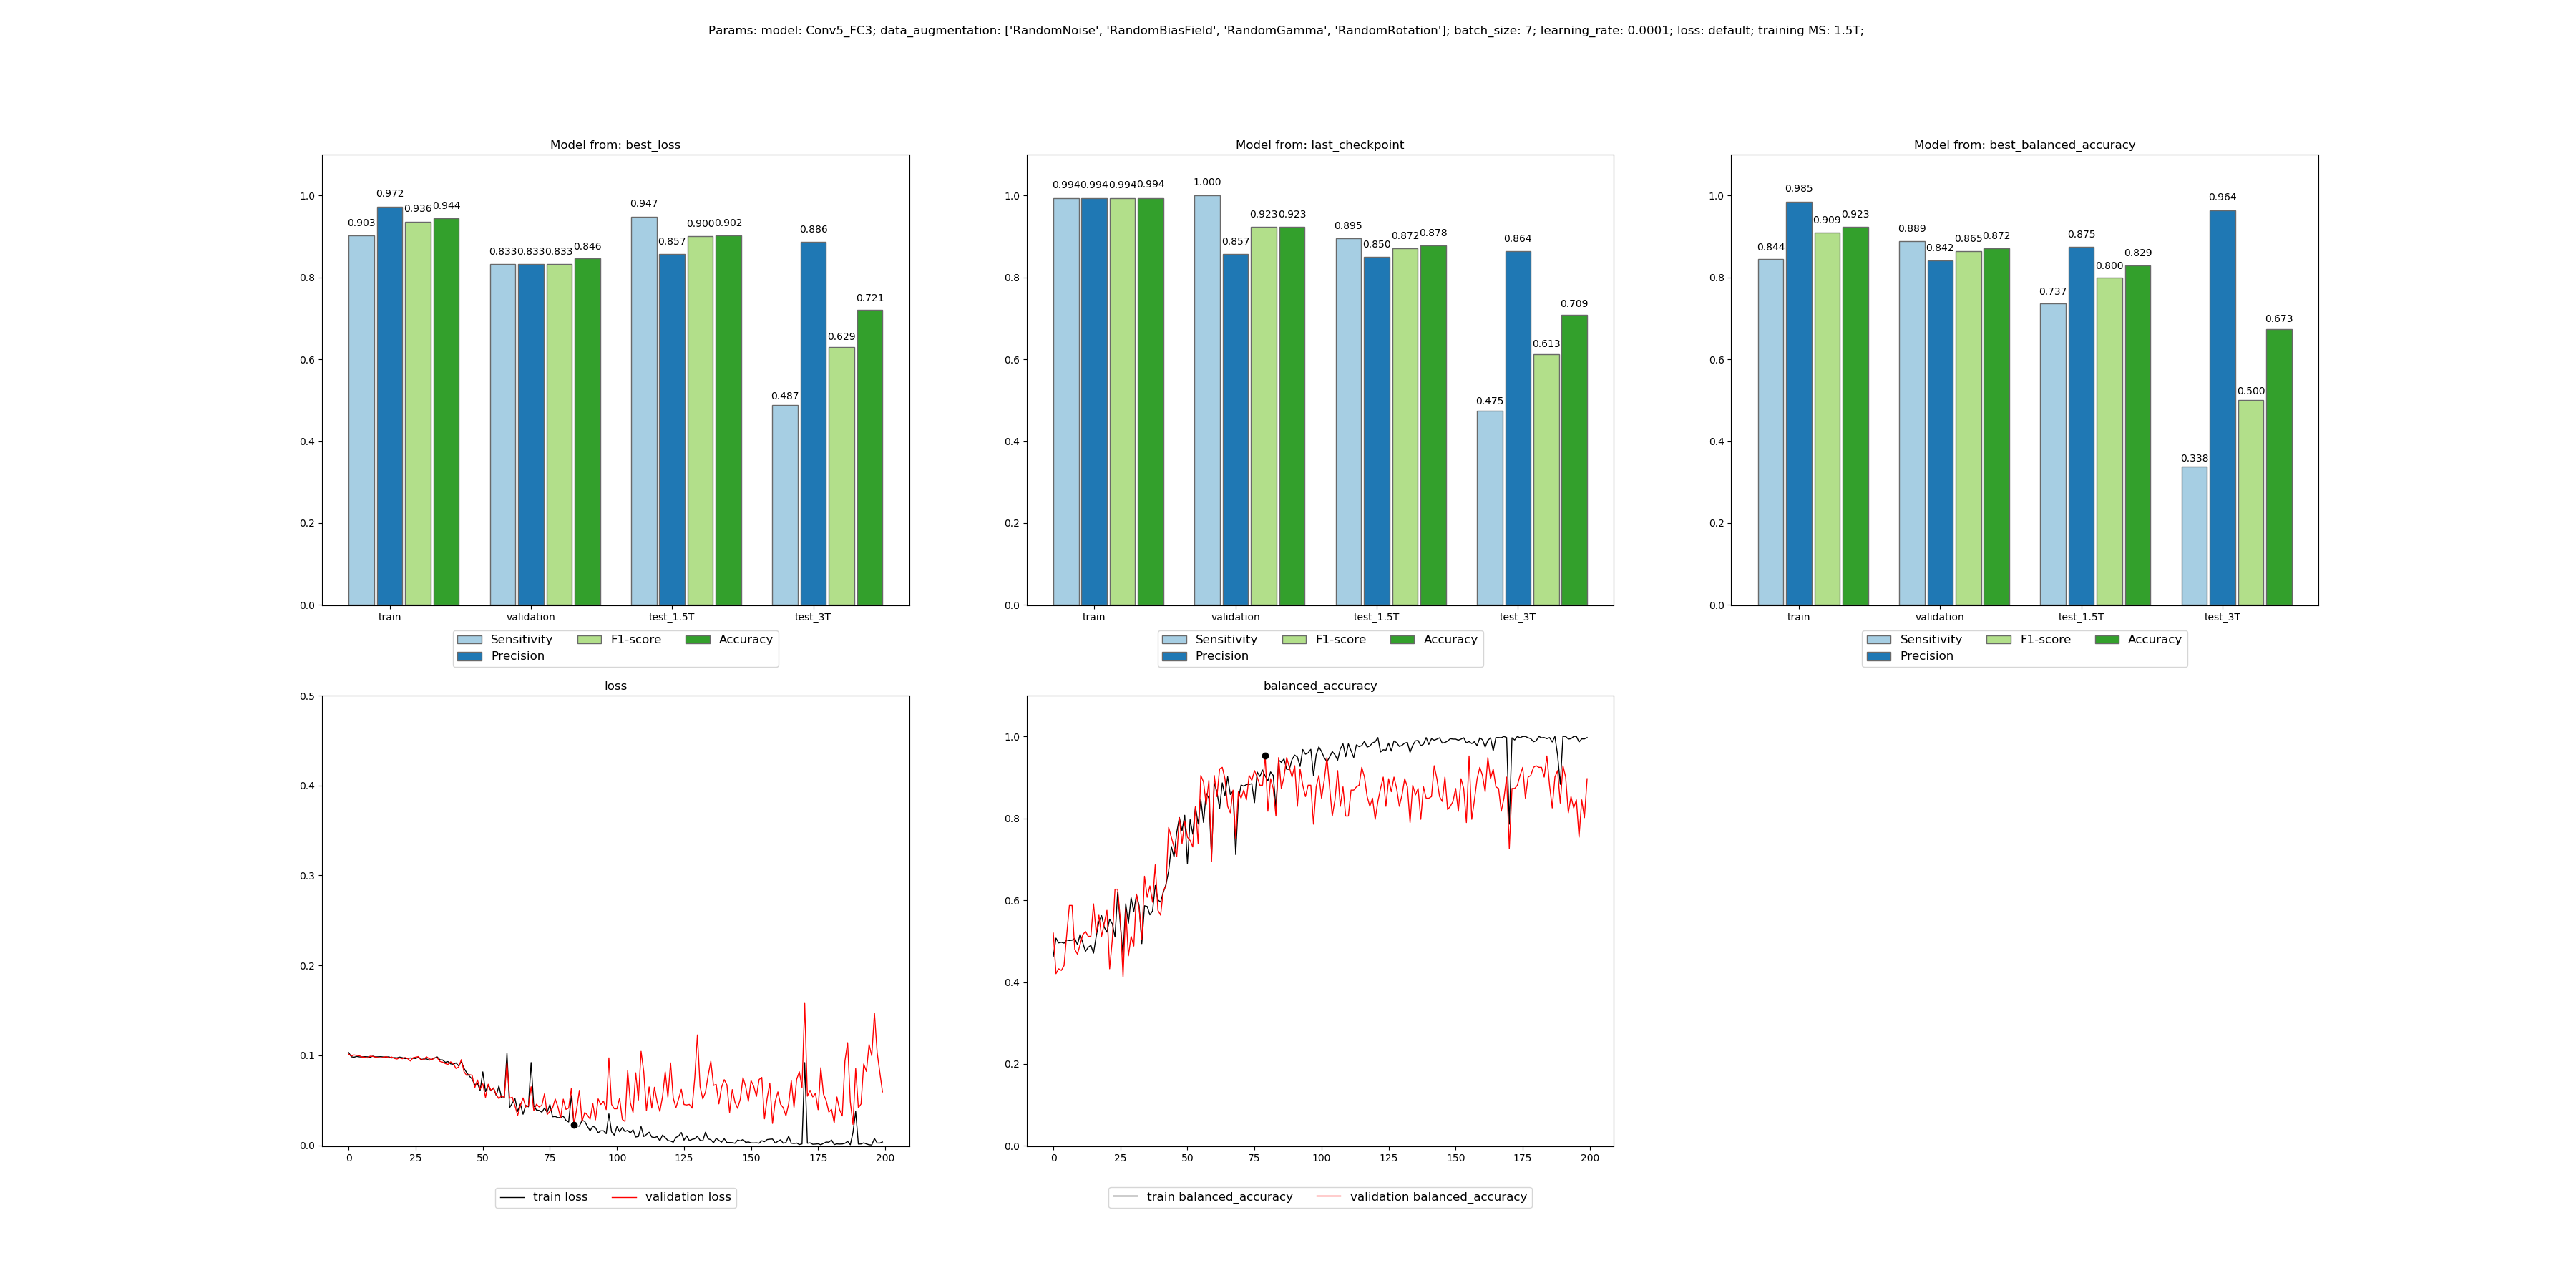 Params: model: Conv5_FC3; data_augmentation: ['RandomNoise', 'RandomBiasField', 'RandomGamma', 'RandomRotation']; batch_size: 7; learning_rate: 0.0001; loss: default; training MS: 1.5T;
Model from: best_loss
1.0
0.8
0.6
0.4
0.2
0.0
0.903 0.972 0.936 0.944
0.833 0.833 0.833 0.846
0.947 0.857 0.900 0.902
0.487 0.886 0.629 0.721
train validation test_1.5T test_3T
Sensitivity F1-score Accuracy
Precision
Model from: last_checkpoint
1.0
0.8
0.6
0.4
0.2
0.0
0.994 0.994 0.994 0.994
1.000 0.857 0.923 0.923
0.895 0.850 0.872 0.878
0.475 0.864 0.613 0.709
train validation test_1.5T test_3T
Sensitivity F1-score Accuracy
Precision
Model from: best_balanced_accuracy
1.0
0.8
0.6
0.4
0.2
0.0
0.844 0.985 0.909 0.923
0.889 0.842 0.865 0.872
0.737 0.875 0.800 0.829
0.338 0.964 0.500 0.673
train validation test_1.5T test_3T
Sensitivity F1-score Accuracy
Precision
loss
0.5
0.4
0.3
0.2
0.1
0.0
0 25 50 75 100 125 150 175 200
train loss validation loss
balanced_accuracy
1.0
0.8
0.6
0.4
0.2
0.0
0 25 50 75 100 125 150 175 200
train balanced_accuracy validation balanced_accuracy